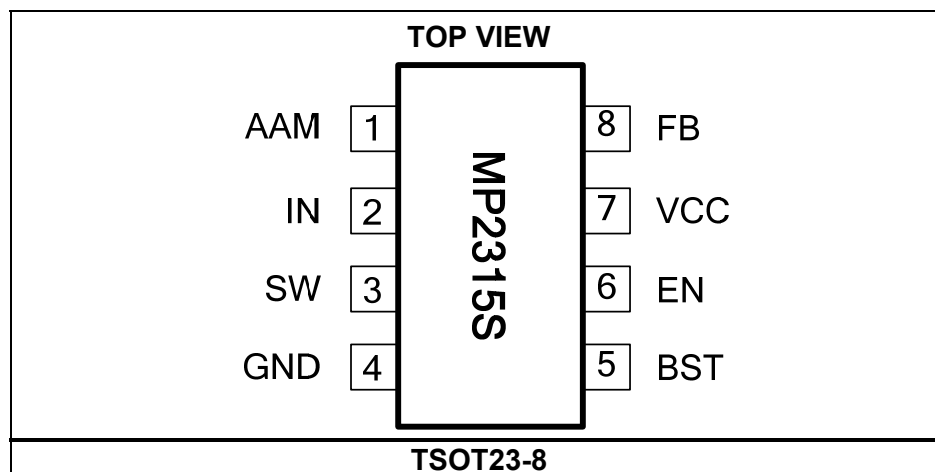 TOP VIEW
AAM 1 8 FB
IN 2 7 VCC
SW 3 6 EN
GND 4 5 BST
MP2315S
TSOT23-8